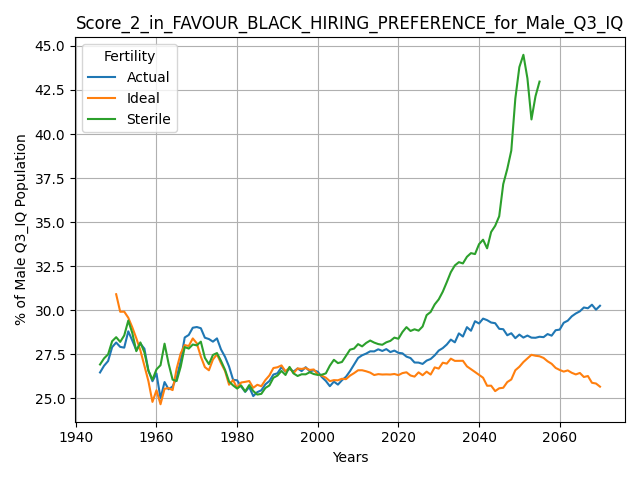 Score_2_in_FAVOUR_BLACK_HIRING_PREFERENCE_for_Male_Q3_IQ
Fertility
Actual
Ideal
Sterile
% of Male Q3_IQ Population
45.0
42.5
40.0
37.5
35.0
32.5
30.0
27.5
25.0
1940
1960
1980
2000
2020
2040
2060
Years